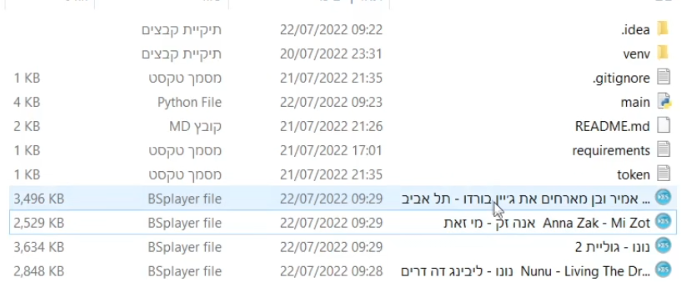 .idea 22/07/2022 09:22 תיקיית קבצים
venv 20/07/2022 23:31 תיקיית קבצים
.gitignore 21/07/2022 21:35 מסמך טקסט 1 KB
main 22/07/2022 09:23 Python File 4 KB
README.md 21/07/2022 21:26 קובץ MD 2 KB
requirements 21/07/2022 17:01 מסמך טקסט 1 KB
token 21/07/2022 21:35 מסמך טקסט 1 KB
אמיר ובן מארחים את ג'יין בורדו - תל אביב ... 22/07/2022 09:29 BSplayer file 3,496 KB
Anna Zak - Mi Zot אנה זק - מי זאת 22/07/2022 09:29 BSplayer file 2,529 KB
נונו - גוליית 2 22/07/2022 09:29 BSplayer file 3,634 KB
Nunu - Living The Dr... נונו - ליבינג דה דרים 22/07/2022 09:28 BSplayer file 2,848 KB